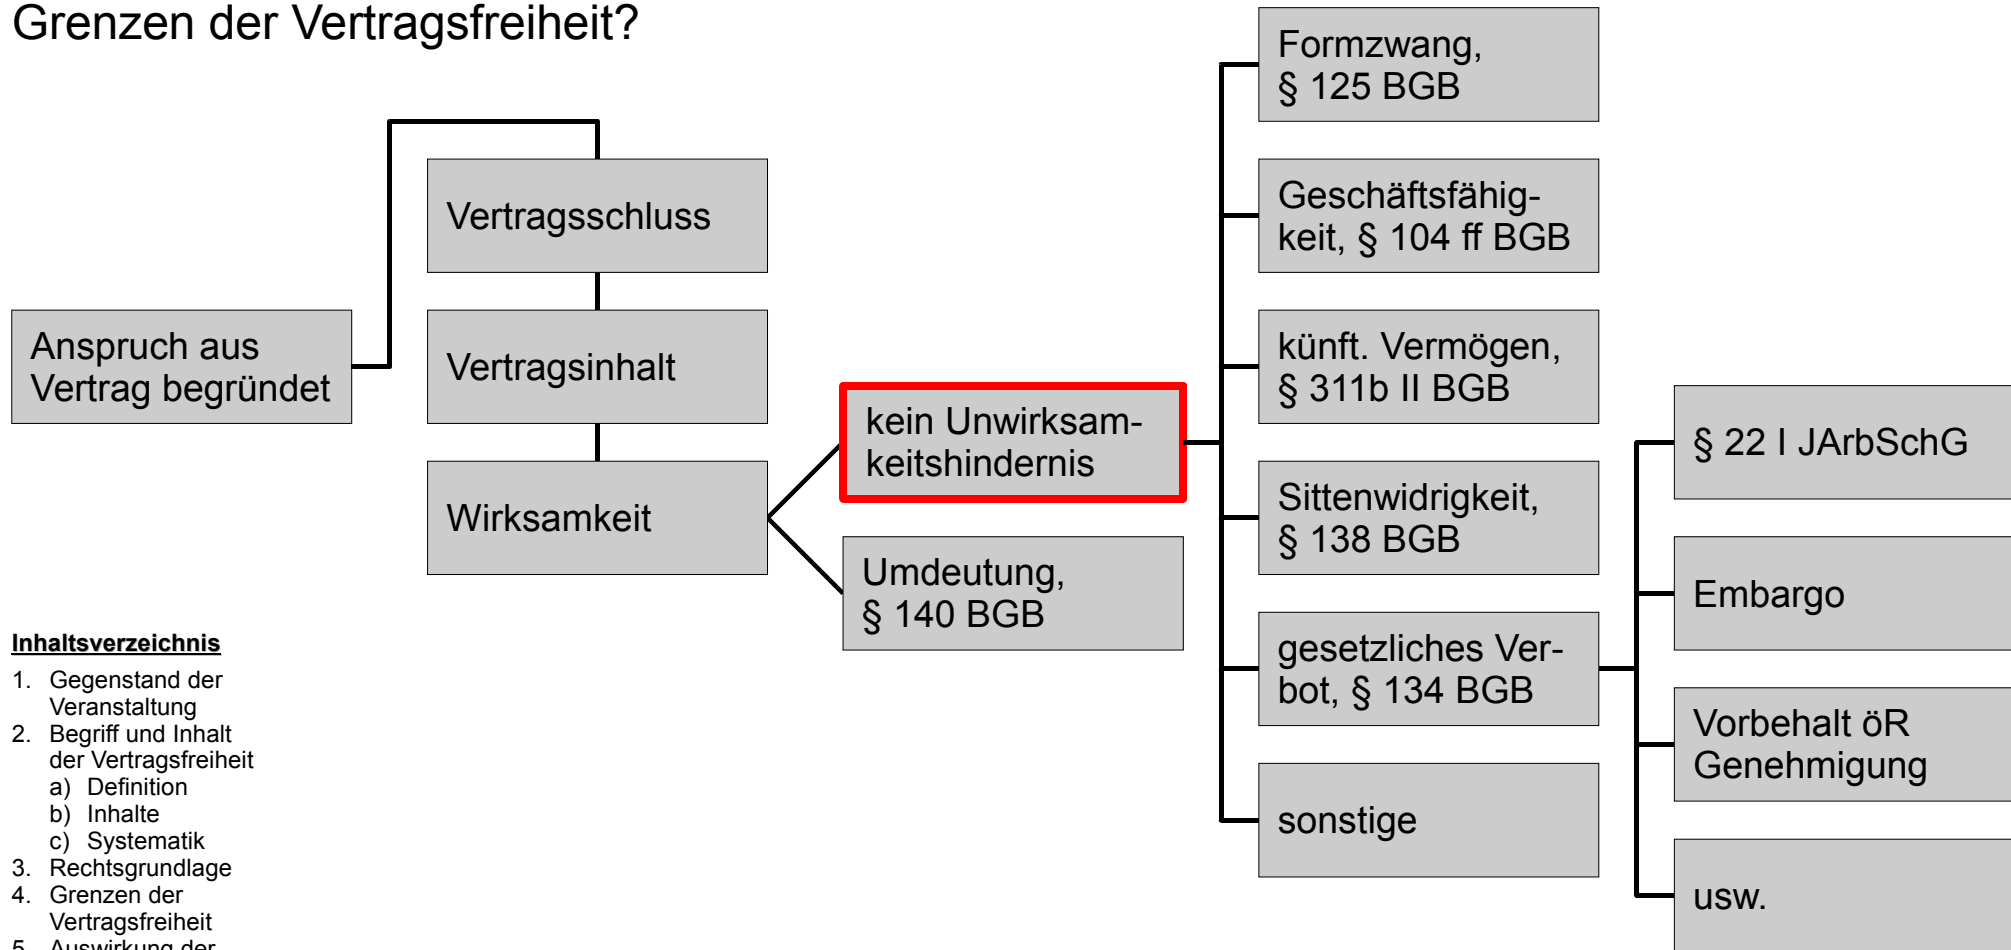 Grenzen der Vertragsfreiheit?
Anspruch aus
Vertrag begründet
Vertragsschluss
Vertragsinhalt
Wirksamkeit
kein Unwirksam-
keitshindernis
Umdeutung,
§ 140 BGB
Formzwang,
§ 125 BGB
Geschäftsfähig-
keit, § 104 ff BGB
künft. Vermögen,
§ 311b II BGB
Sittenwidrigkeit,
§ 138 BGB
gesetzliches Ver-
bot, § 134 BGB
sonstige
§ 22 I JArbSchG
Embargo
Vorbehalt öR
Genehmigung
usw.
Inhaltsverzeichnis
1. Gegenstand der
Veranstaltung
2. Begriff und Inhalt
der Vertragsfreiheit
a) Definition
b) Inhalte
c) Systematik
3. Rechtsgrundlage
4. Grenzen der
Vertragsfreiheit
5. Auswirkung der